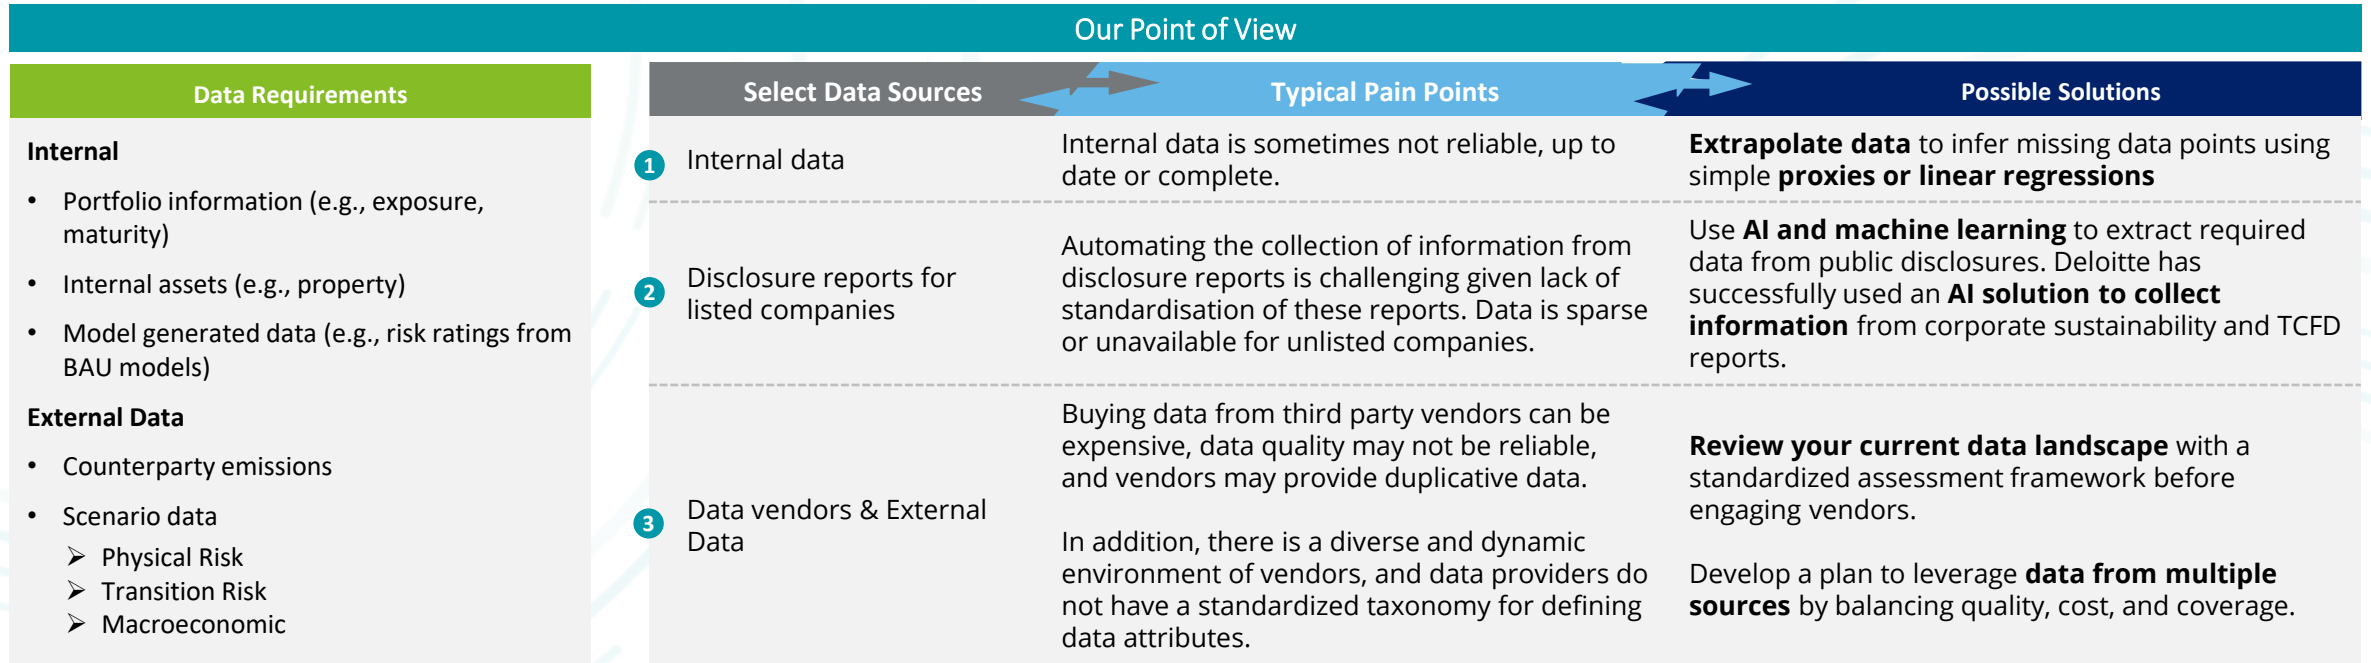 Our Point of View
Data Requirements
Internal
• Portfolio information (e.g., exposure,
maturity)
• Internal assets (e.g., property)
• Model generated data (e.g., risk ratings from
BAU models)
External Data
• Counterparty emissions
• Scenario data
➢ Physical Risk
➢ Transition Risk
➢ Macroeconomic
Select Data Sources
Typical Pain Points
Possible Solutions
1
Internal data
Internal data is sometimes not reliable, up to
date or complete.
Extrapolate data to infer missing data points using
simple proxies or linear regressions
2
Disclosure reports for
listed companies
Automating the collection of information from
disclosure reports is challenging given lack of
standardisation of these reports. Data is sparse
or unavailable for unlisted companies.
Use AI and machine learning to extract required
data from public disclosures. Deloitte has
successfully used an AI solution to collect
information from corporate sustainability and TCFD
reports.
3
Data vendors & External
Data
Buying data from third party vendors can be
expensive, data quality may not be reliable,
and vendors may provide duplicative data.
In addition, there is a diverse and dynamic
environment of vendors, and data providers do
not have a standardized taxonomy for defining
data attributes.
Review your current data landscape with a
standardized assessment framework before
engaging vendors.
Develop a plan to leverage data from multiple
sources by balancing quality, cost, and coverage.